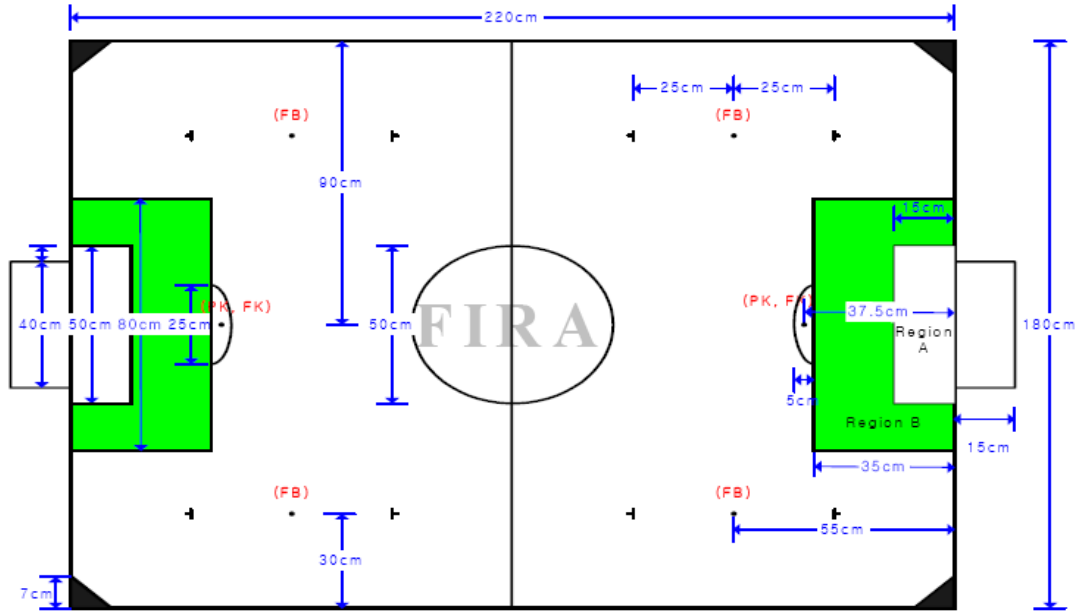 220cm
25cm
25cm
(FB)
(FB)
90cm
15cm
(PK, FK)
(PK, F
37.5cm
40cm
50cm
80cm
25cm
50cm
FIRA
Region
A
180cm
5cm
Region B
15cm
35cm
(FB)
(FB)
55cm
30cm
7cm